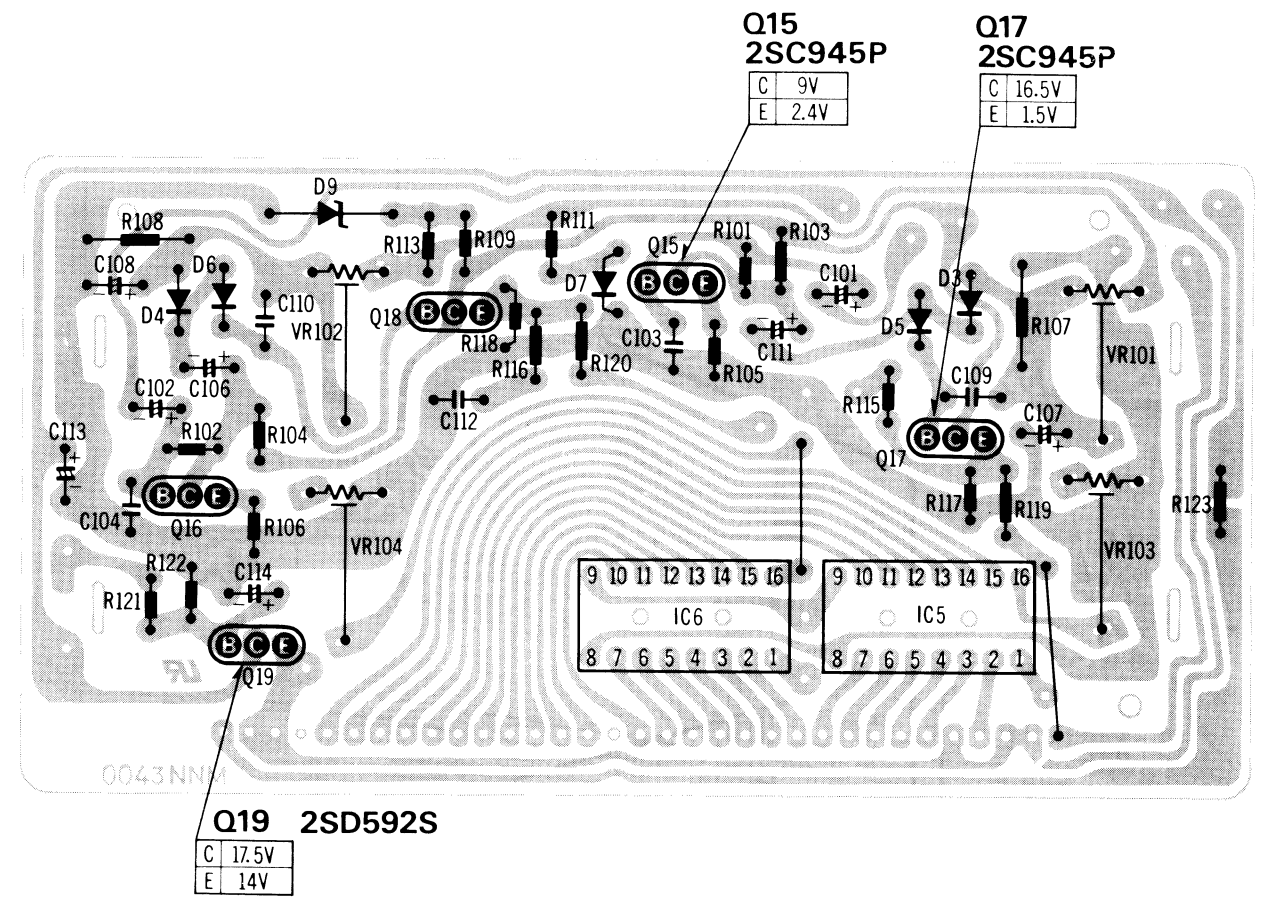 Q15
2SC945P
C 9V
E 2.4V
Q17
2SC945P
C 16.5V
E 1.5V
D9
R108
R113
R109
R111
Q15
R101
R103
C108
− +
D6
D7
B C E
C101
− +
D3
D4
C110
VR102
Q18
B C E
R118
R116
R120
C103
R105
− +
C111
D5
R107
VR101
− +
C106
C102
− +
C112
R115
C109
C107
− +
C113
+
−
R102
R104
B C E
Q17
B C E
Q16
C104
R106
VR104
R117
R119
R123
VR103
R122
C114
− +
R121
B C E
Q19
9 10 11 12 13 14 15 16
IC6
8 7 6 5 4 3 2 1
9 10 11 12 13 14 15 16
IC5
8 7 6 5 4 3 2 1
0043NNM
Q19 2SD592S
C 17.5V
E 14V